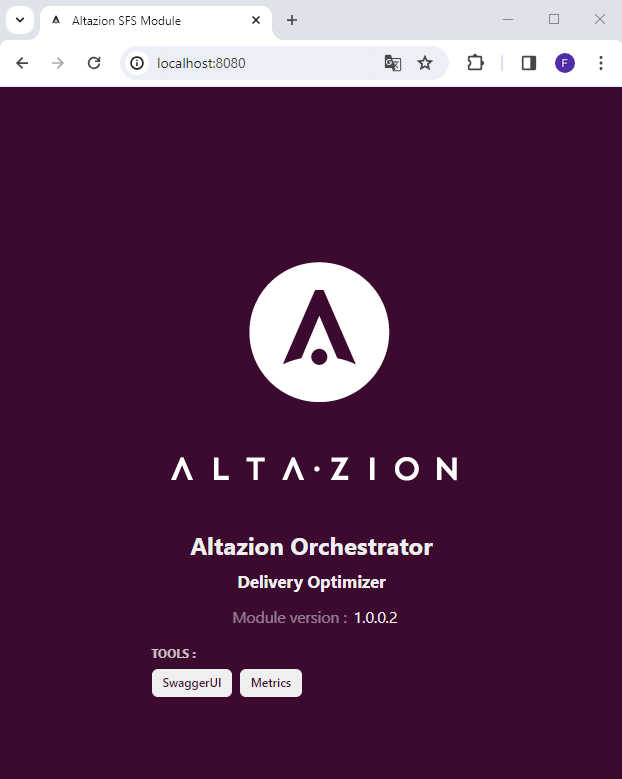 Altazion SFS Module
localhost:8080
F
ALTA·ZION
Altazion Orchestrator
Delivery Optimizer
Module version : 1.0.0.2
TOOLS :
SwaggerUI Metrics